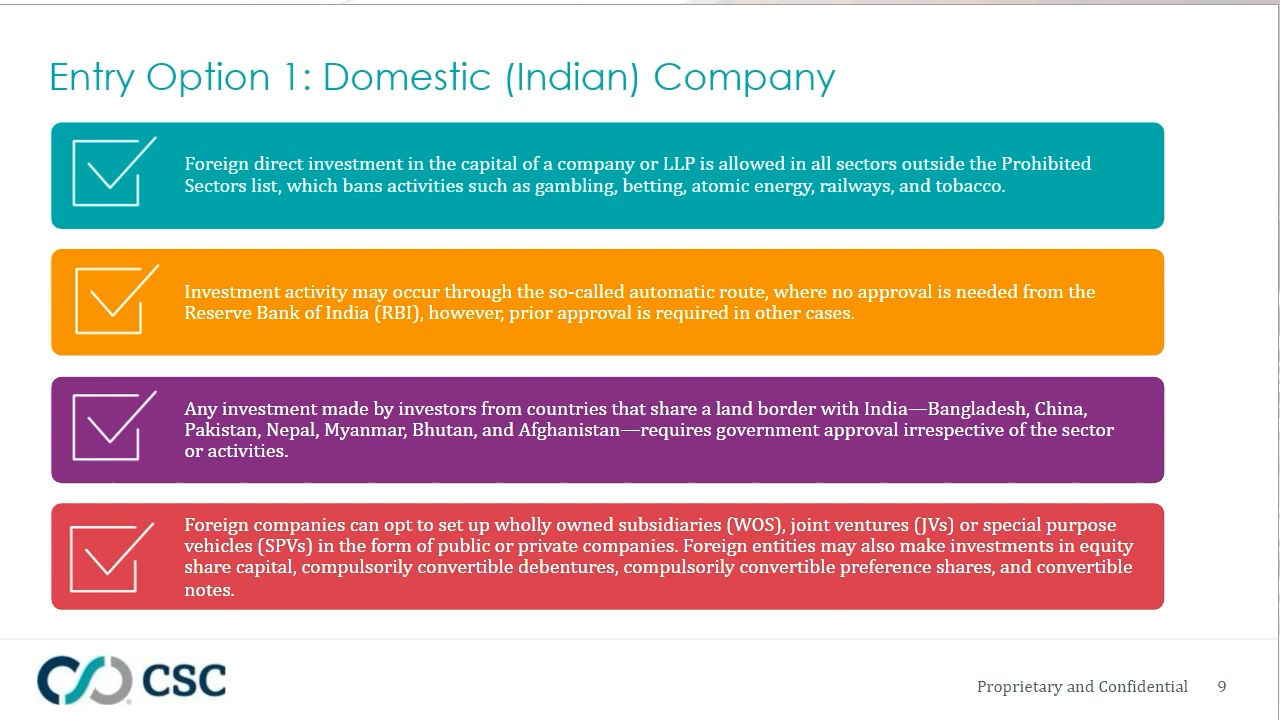 Entry Option 1: Domestic (Indian) Company
Foreign direct investment in the capital of a company or LLP is allowed in all sectors outside the Prohibited
Sectors list, which bans activities such as gambling, betting, atomic energy, railways, and tobacco.
Investment activity may occur through the so-called automatic route, where no approval is needed from the
Reserve Bank of India (RBI), however, prior approval is required in other cases.
Any investment made by investors from countries that share a land border with India—Bangladesh, China,
Pakistan, Nepal, Myanmar, Bhutan, and Afghanistan—requires government approval irrespective of the sector
or activities.
Foreign companies can opt to set up wholly owned subsidiaries (WOS), joint ventures (JVs) or special purpose
vehicles (SPVs) in the form of public or private companies. Foreign entities may also make investments in equity
share capital, compulsorily convertible debentures, compulsorily convertible preference shares, and convertible
notes.
CSC
Proprietary and Confidential 9